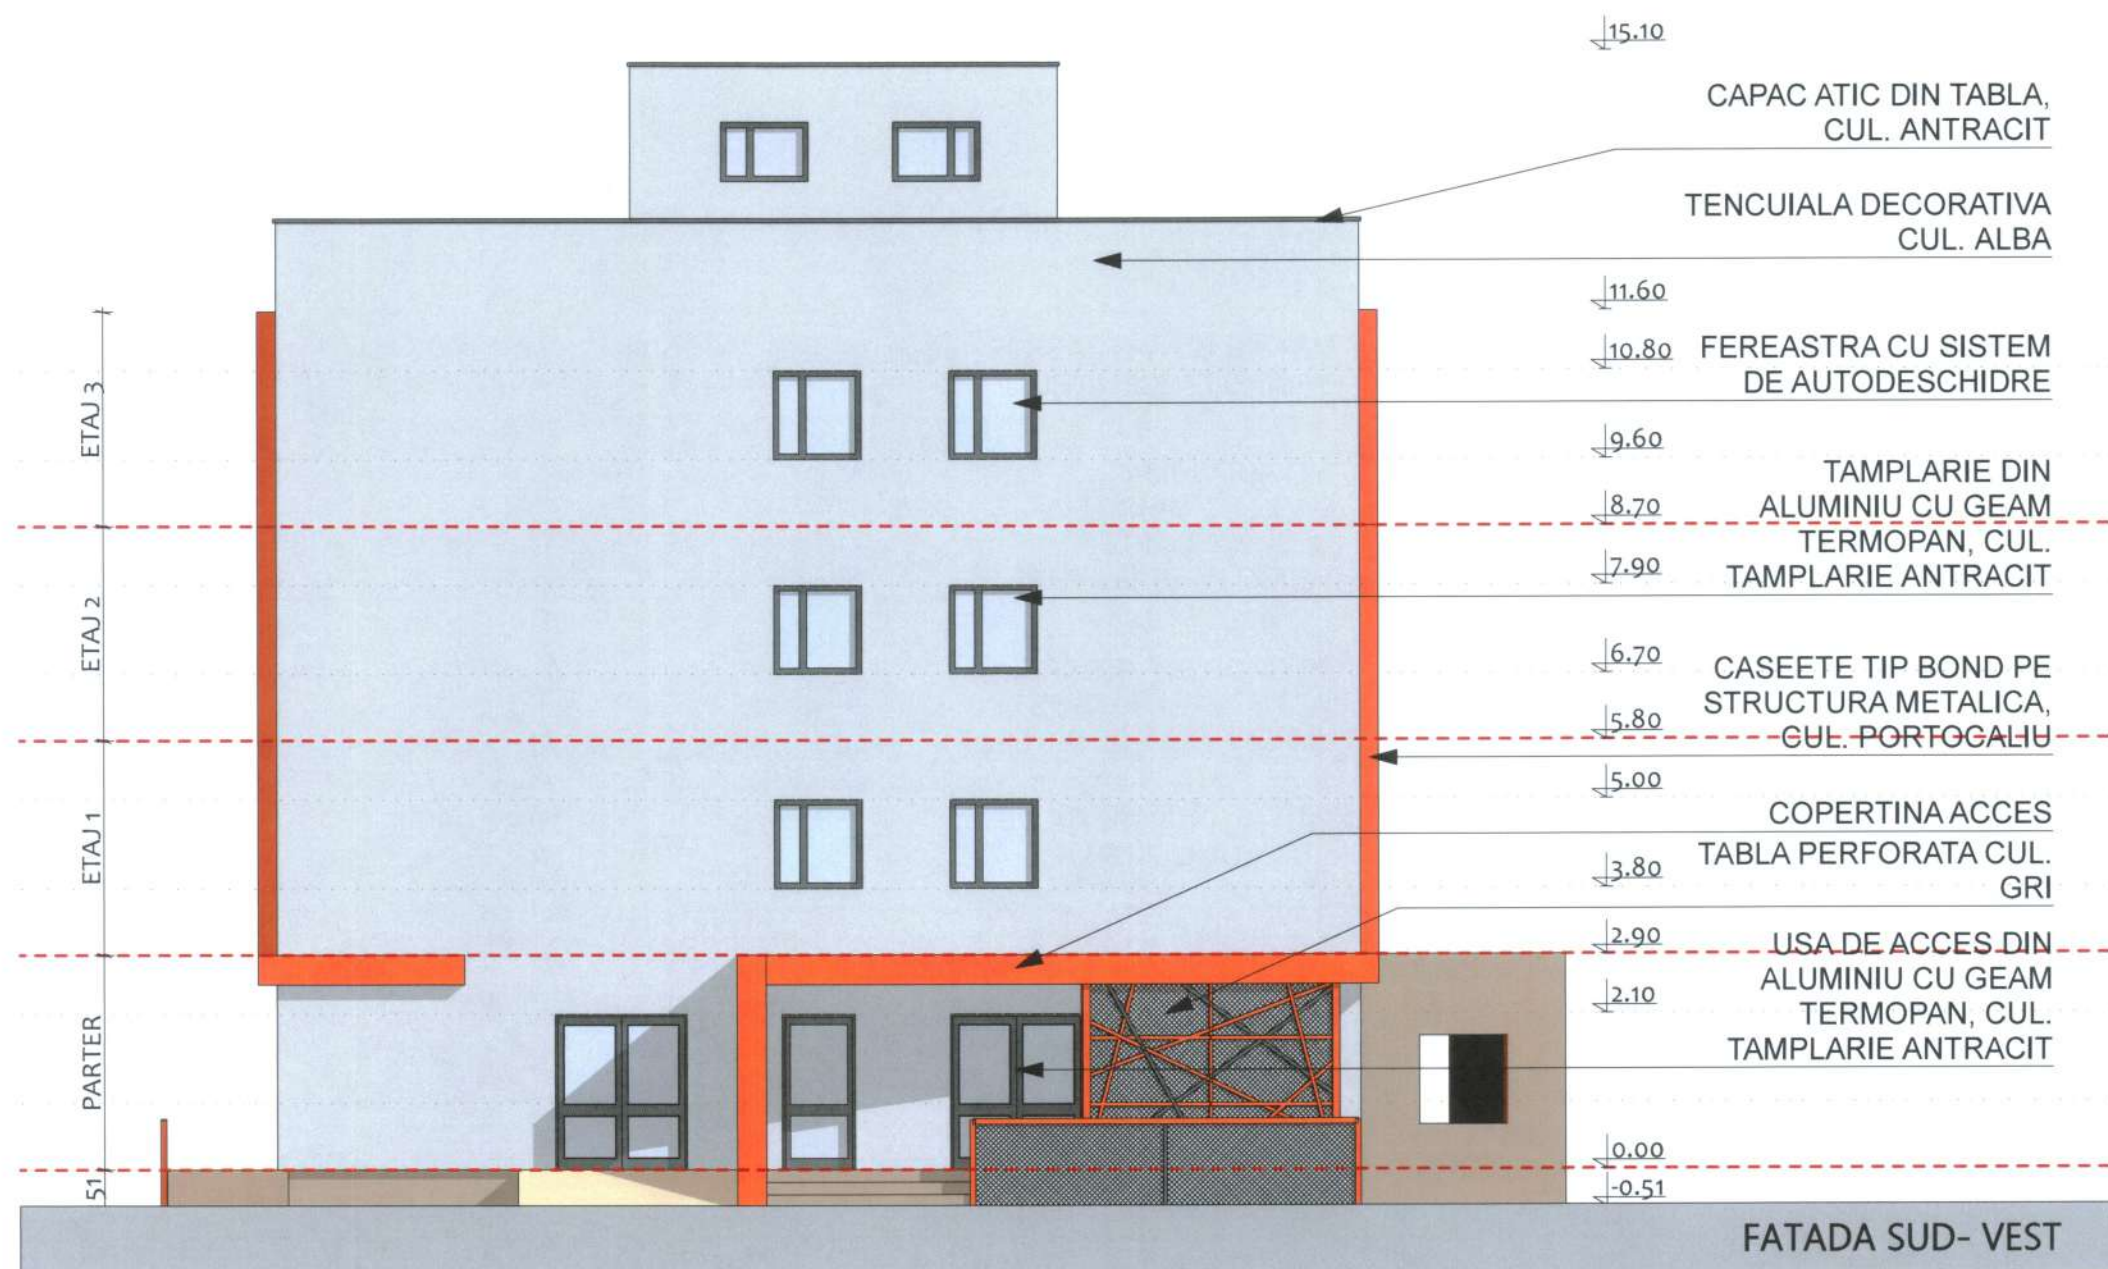 15.10
CAPAC ATIC DIN TABLA,
CUL. ANTRACIT
TENCUIALA DECORATIVA
CUL. ALBA
11.60
10.80
FEREASTRA CU SISTEM
DE AUTODESCHIDRE
9.60
TAMPLARIE DIN
ALUMINIU CU GEAM
TERMOPAN, CUL.
TAMPLARIE ANTRACIT
8.70
7.90
6.70
CASEETE TIP BOND PE
STRUCTURA METALICA,
CUL. PORTOCALIU
5.80
5.00
COPERTINA ACCES
TABLA PERFORATA CUL.
GRI
3.80
2.90
USA DE ACCES DIN
ALUMINIU CU GEAM
TERMOPAN, CUL.
TAMPLARIE ANTRACIT
2.10
0.00
-0.51
ETAJ 3
ETAJ 2
ETAJ 1
PARTER
51
FATADA SUD- VEST